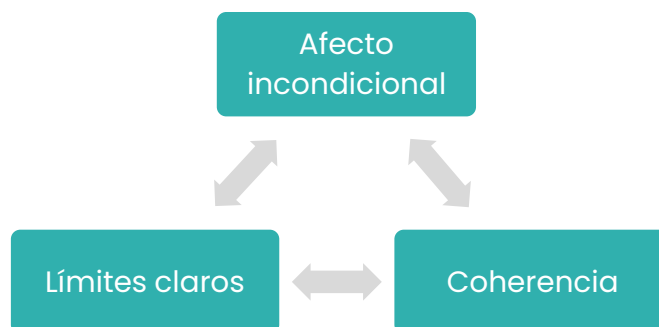 Afecto
incondicional
Límites claros
Coherencia